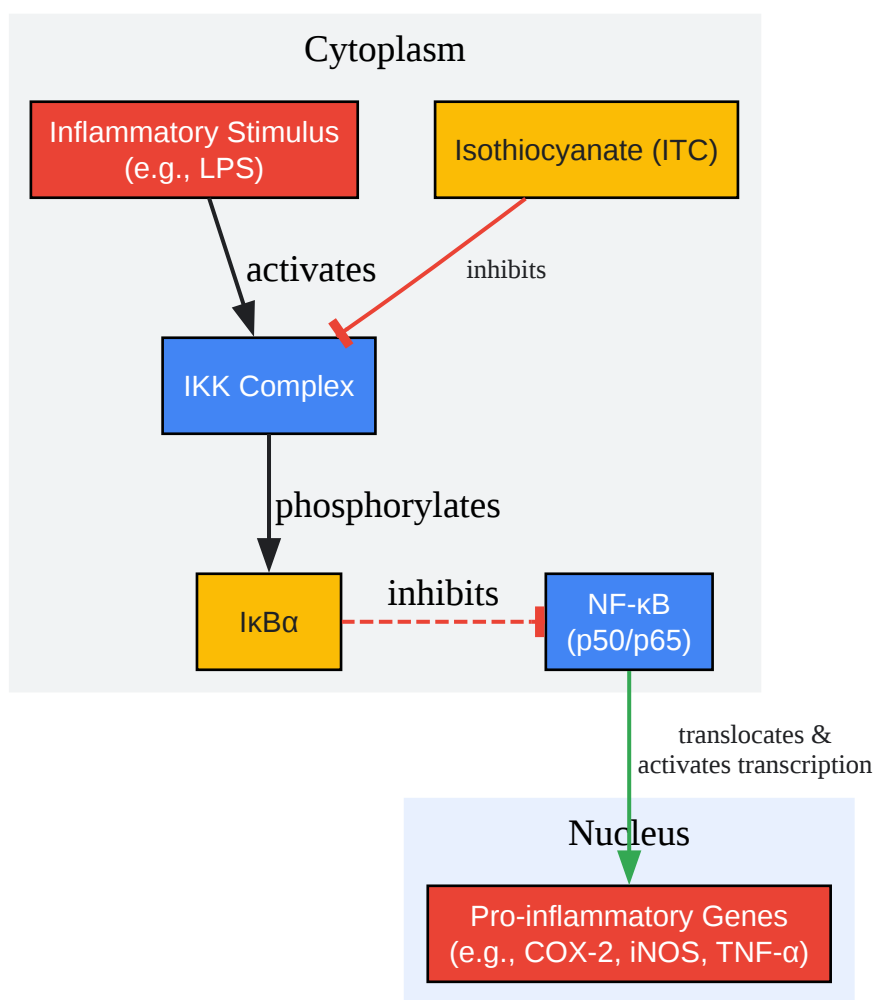 Cytoplasm
Inflammatory Stimulus
(e.g., LPS)
Isothiocyanate (ITC)
activates
inhibits
IKK Complex
phosphorylates
IκBα
inhibits
NF-κB
(p50/p65)
translocates &
activates transcription
Nucleus
Pro-inflammatory Genes
(e.g., COX-2, iNOS, TNF-α)